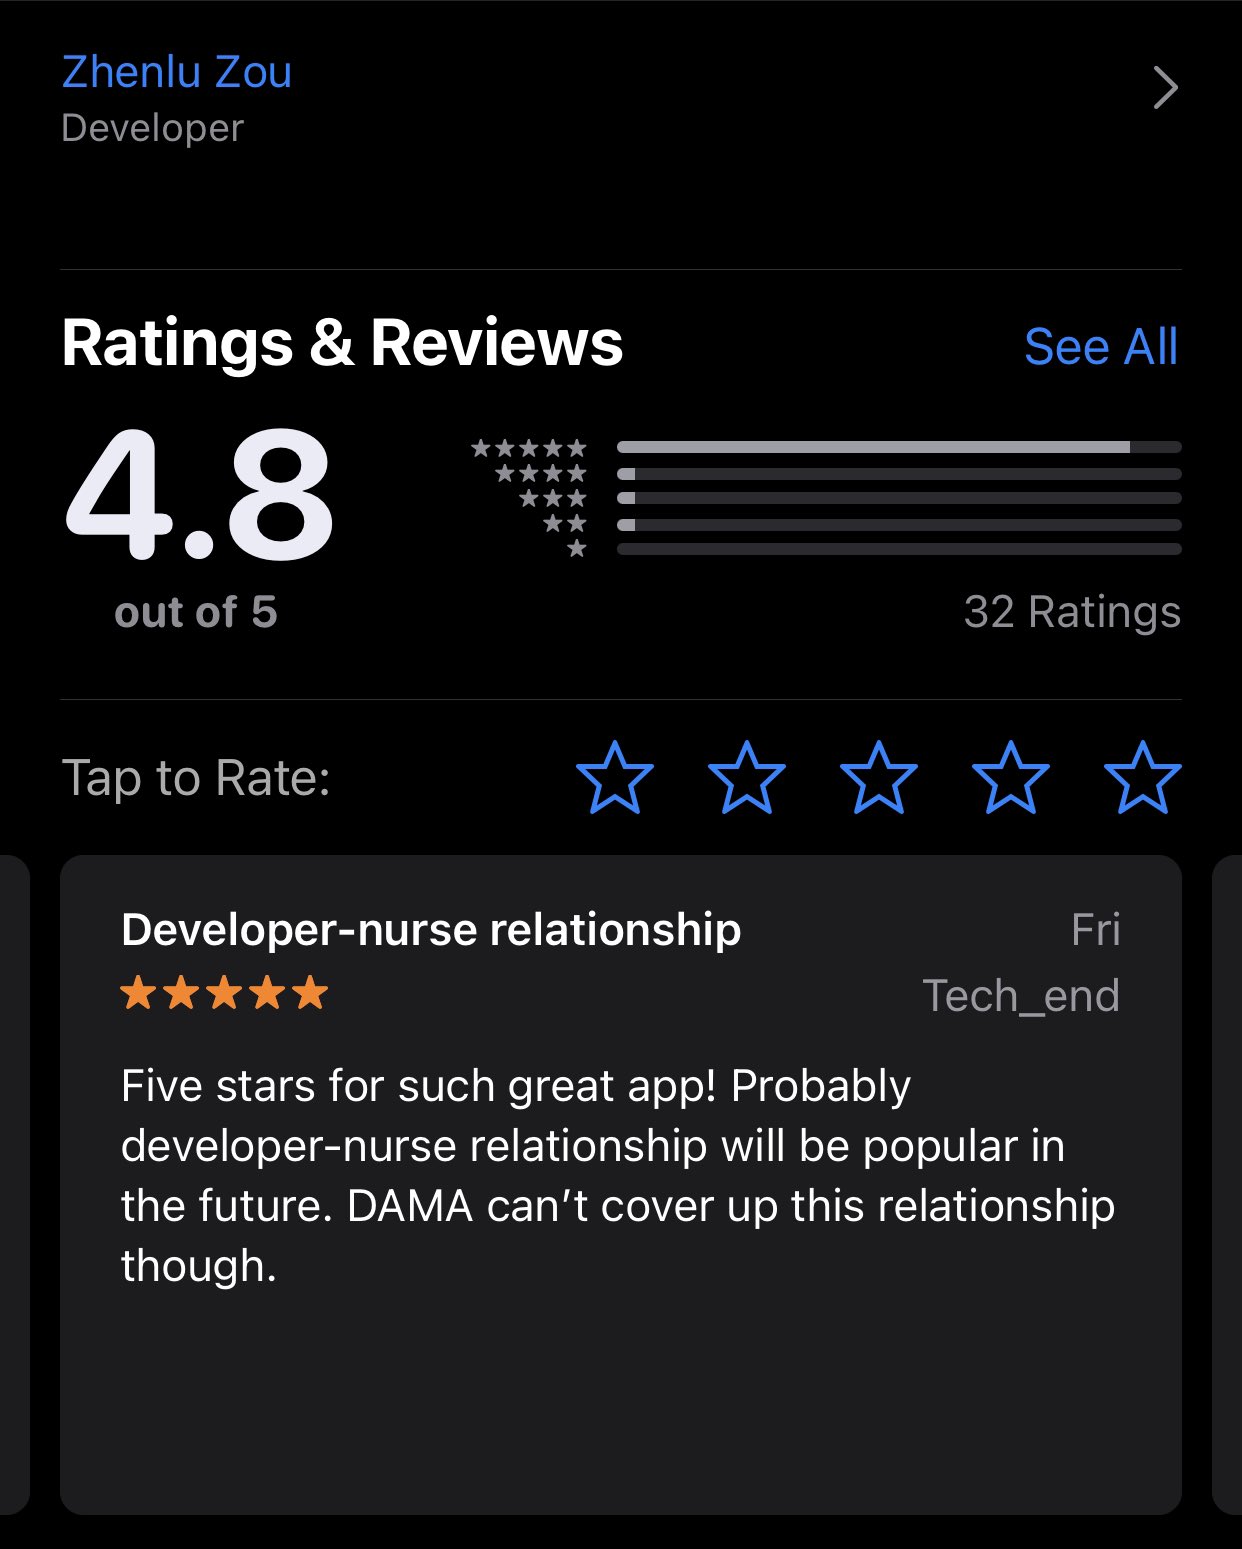 Zhenlu Zou
Developer
Ratings & Reviews
See All
4.8
out of 5
32 Ratings
Tap to Rate:
Developer-nurse relationship
Fri
Tech_end
Five stars for such great app! Probably
developer-nurse relationship will be popular in
the future. DAMA can’t cover up this relationship
though.